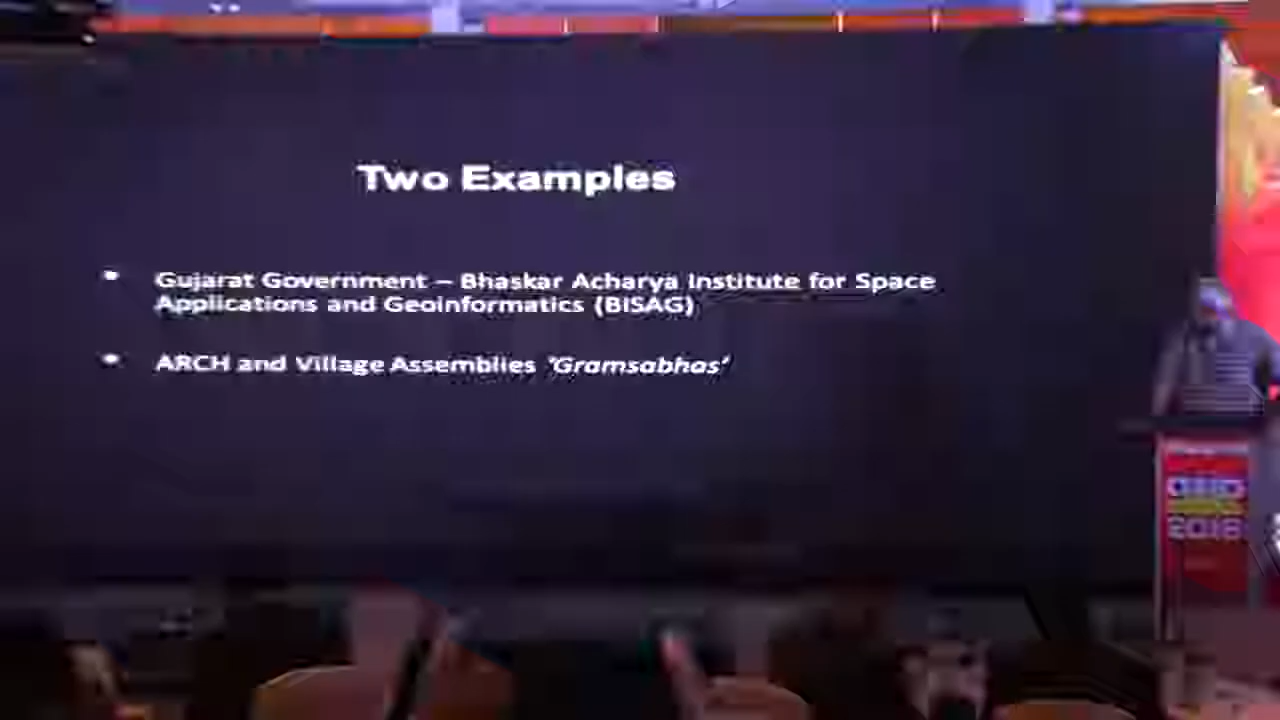 Two Examples
• Gujarat Government – Bhaskar Acharya Institute for Space
Applications and Geoinformatics (BISAG)
• ARCH and Village Assemblies ‘Gramsabhas’
2018